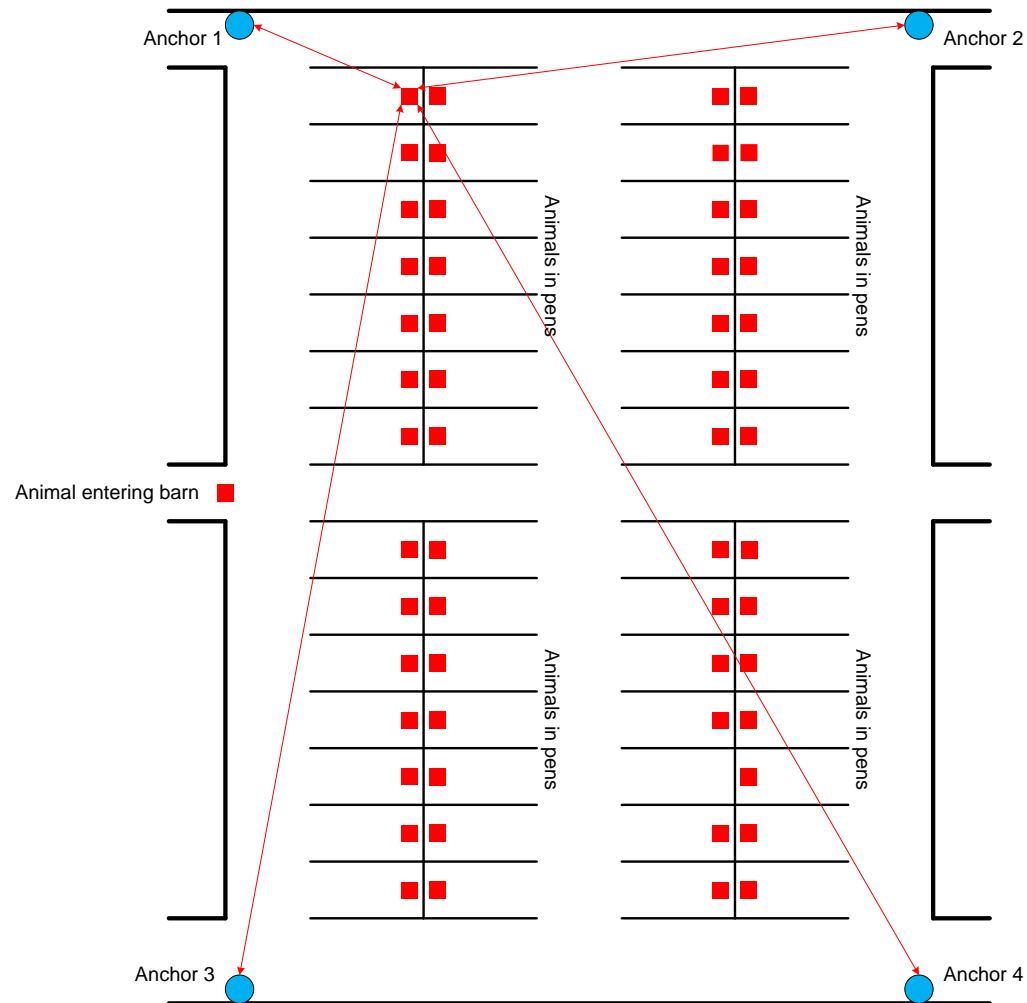 Anchor 1
Anchor 2
Animals in pens
Animals in pens
Animal entering barn
Animals in pens
Animals in pens
Anchor 3
Anchor 4